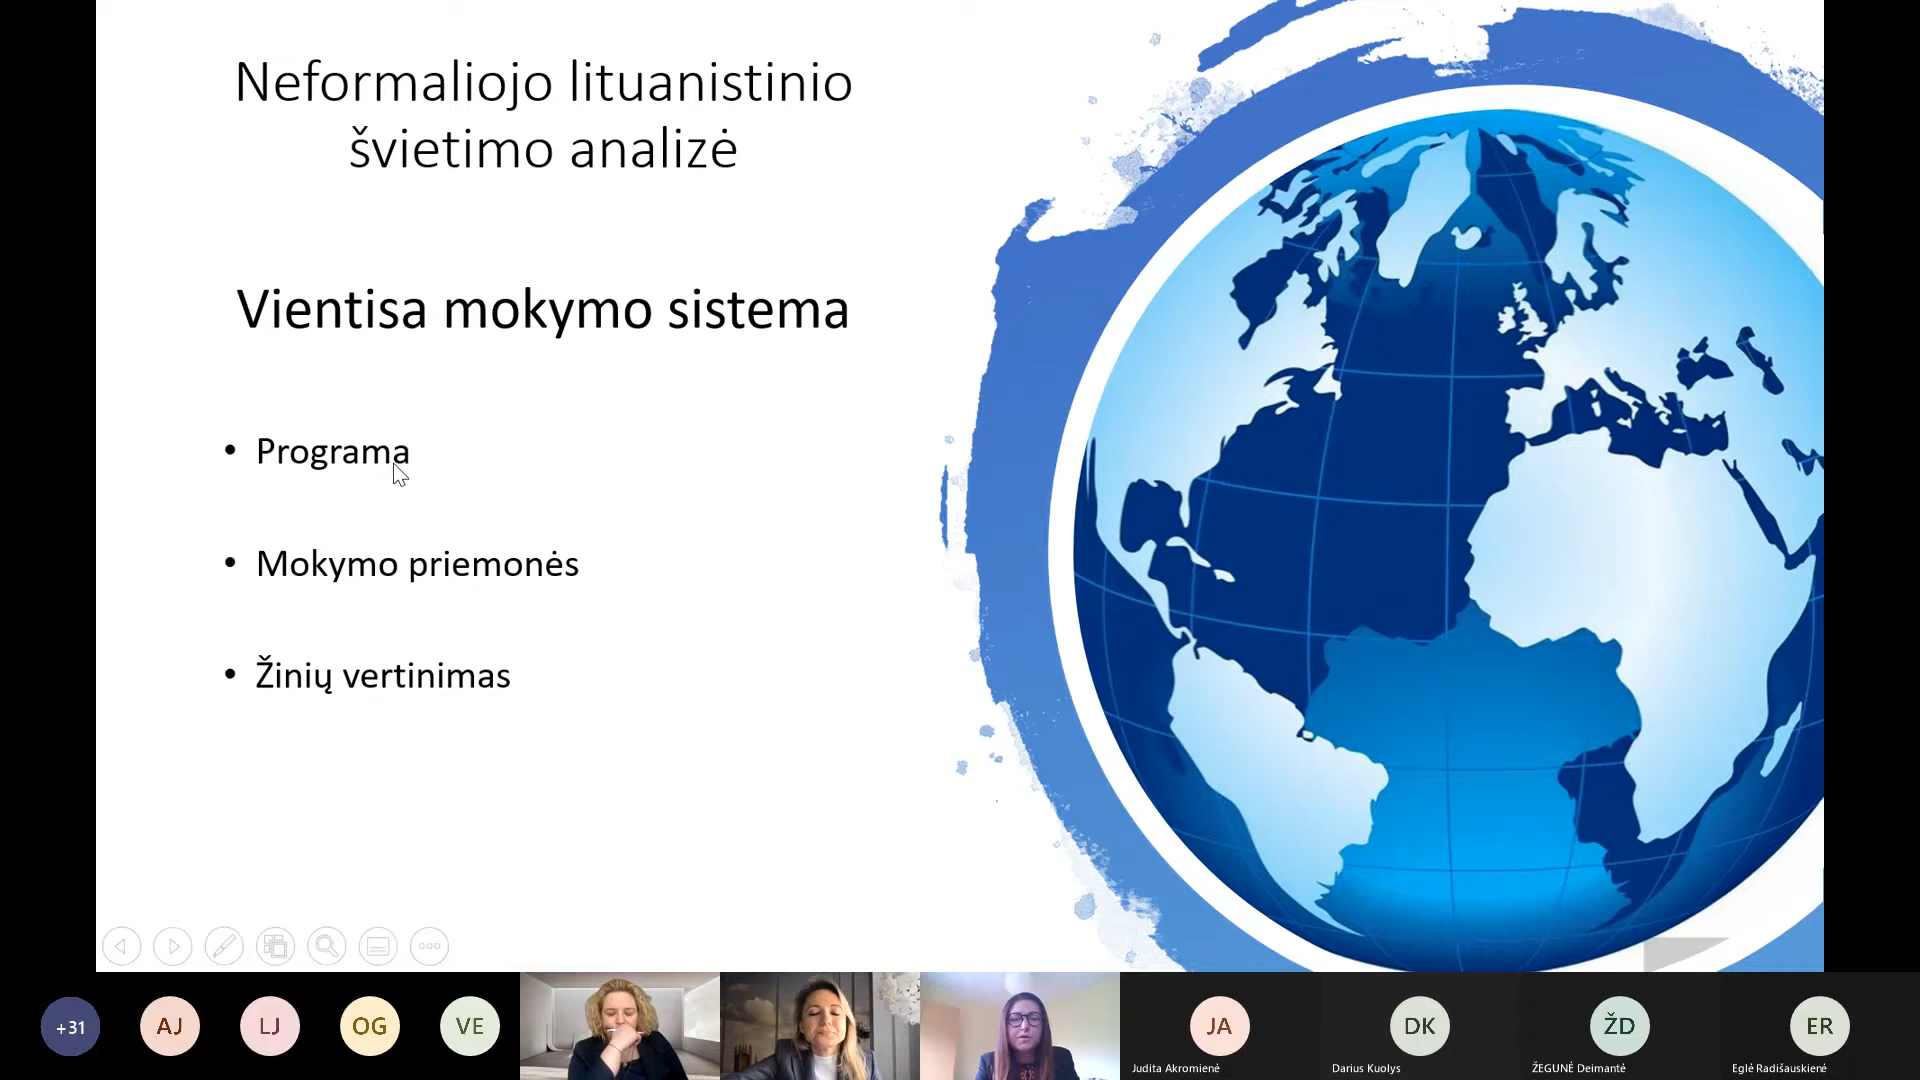 Neformaliojo lituanistinio
švietimo analizė
Vientisa mokymo sistema
• Programa
• Mokymo priemonės
• Žinių vertinimas
+31
AJ
LJ
OG
VE
JA
Judita Akromienė
DK
Darius Kuolys
ŽD
ŽEGUNĖ Deimantė
ER
Eglė Radišauskienė